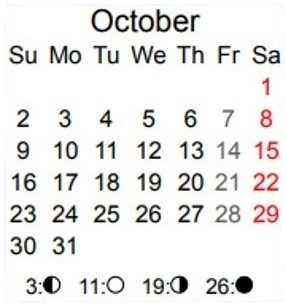 October
Su Mo Tu We Th Fr Sa
1
2 3 4 5 6 7 8
9 10 11 12 13 14 15
16 17 18 19 20 21 22
23 24 25 26 27 28 29
30 31
3:◐ 11:○ 19:◑ 26:●